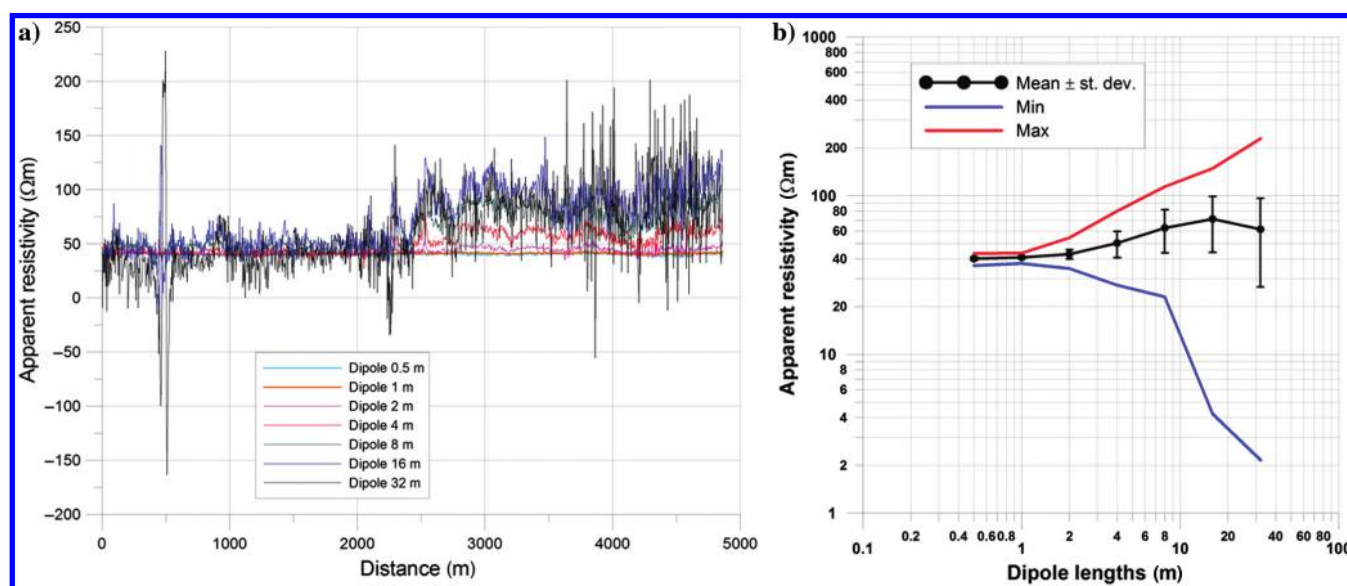 a)
250
200
150
100
50
0
–50
–100
–150
–200
Apparent resistivity (Ωm)
Dipole 0.5 m
Dipole 1 m
Dipole 2 m
Dipole 4 m
Dipole 8 m
Dipole 16 m
Dipole 32 m
0 1000 2000 3000 4000 5000
Distance (m)
b)
1000
800
600
400
200
100
80
60
40
20
10
8
6
4
2
1
Apparent resistivity (Ωm)
Mean ± st. dev.
Min
Max
0.2 0.4 0.6 0.8 2 4 6 8 20 40 60
0.1 1 10 100
Dipole lengths (m)